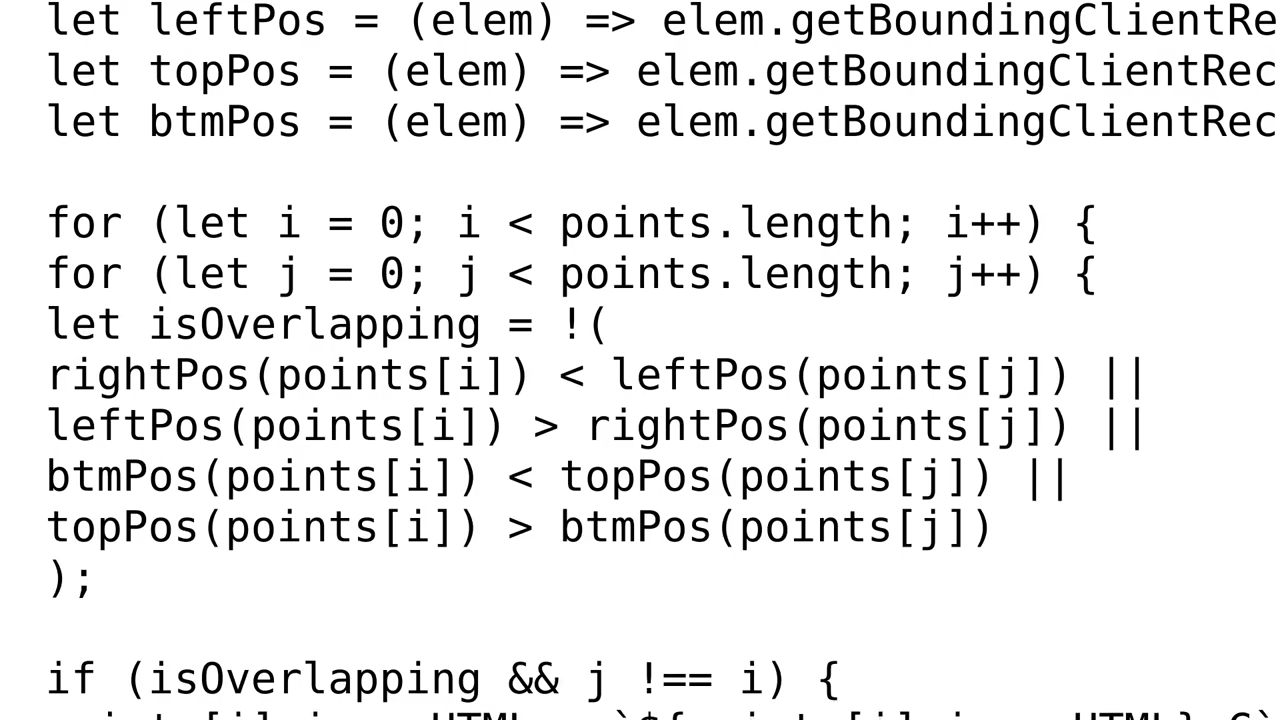 let leftPos = (elem) => elem.getBoundingClientRe
let topPos = (elem) => elem.getBoundingClientRec
let btmPos = (elem) => elem.getBoundingClientRec
for (let i = 0; i < points.length; i++) {
for (let j = 0; j < points.length; j++) {
let isOverlapping = !(
rightPos(points[i]) < leftPos(points[j]) ||
leftPos(points[i]) > rightPos(points[j]) ||
btmPos(points[i]) < topPos(points[j]) ||
topPos(points[i]) > btmPos(points[j])
);
if (isOverlapping && j !== i) {